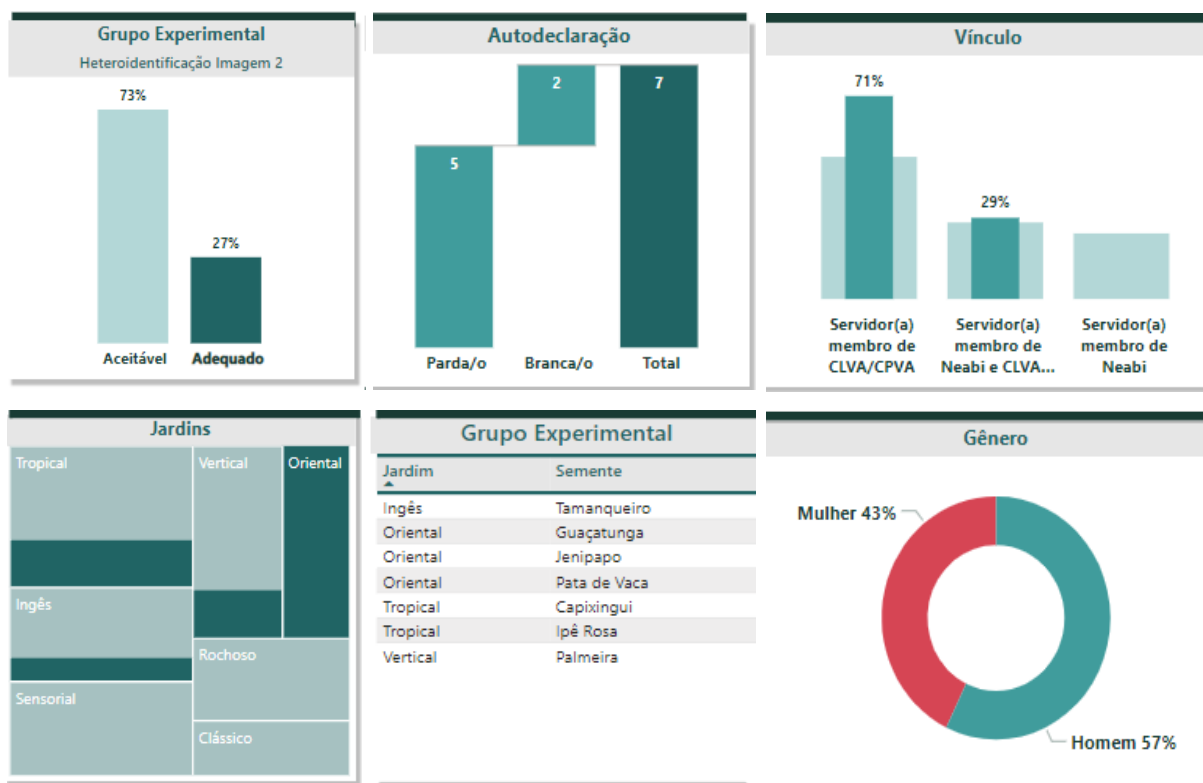 Grupo Experimental
Heteroidentificação Imagem 2
73%
27%
Aceitável Adequado
Autodeclaração
2 7
5
Parda/o Branca/o Total
Vínculo
71%
29%
Servidor(a) Servidor(a) Servidor(a)
membro de membro de membro de
CLVA/CPVA Neabi e CLVA... Neabi
Jardins
Tropical Vertical Oriental
Ingês
Rochoso
Sensorial
Clássico
Grupo Experimental
Jardim Semente
Ingês Tamanqueiro
Oriental Guaçatunga
Oriental Jenipapo
Oriental Pata de Vaca
Tropical Capixingui
Tropical Ipê Rosa
Vertical Palmeira
Gênero
Mulher 43%
Homem 57%